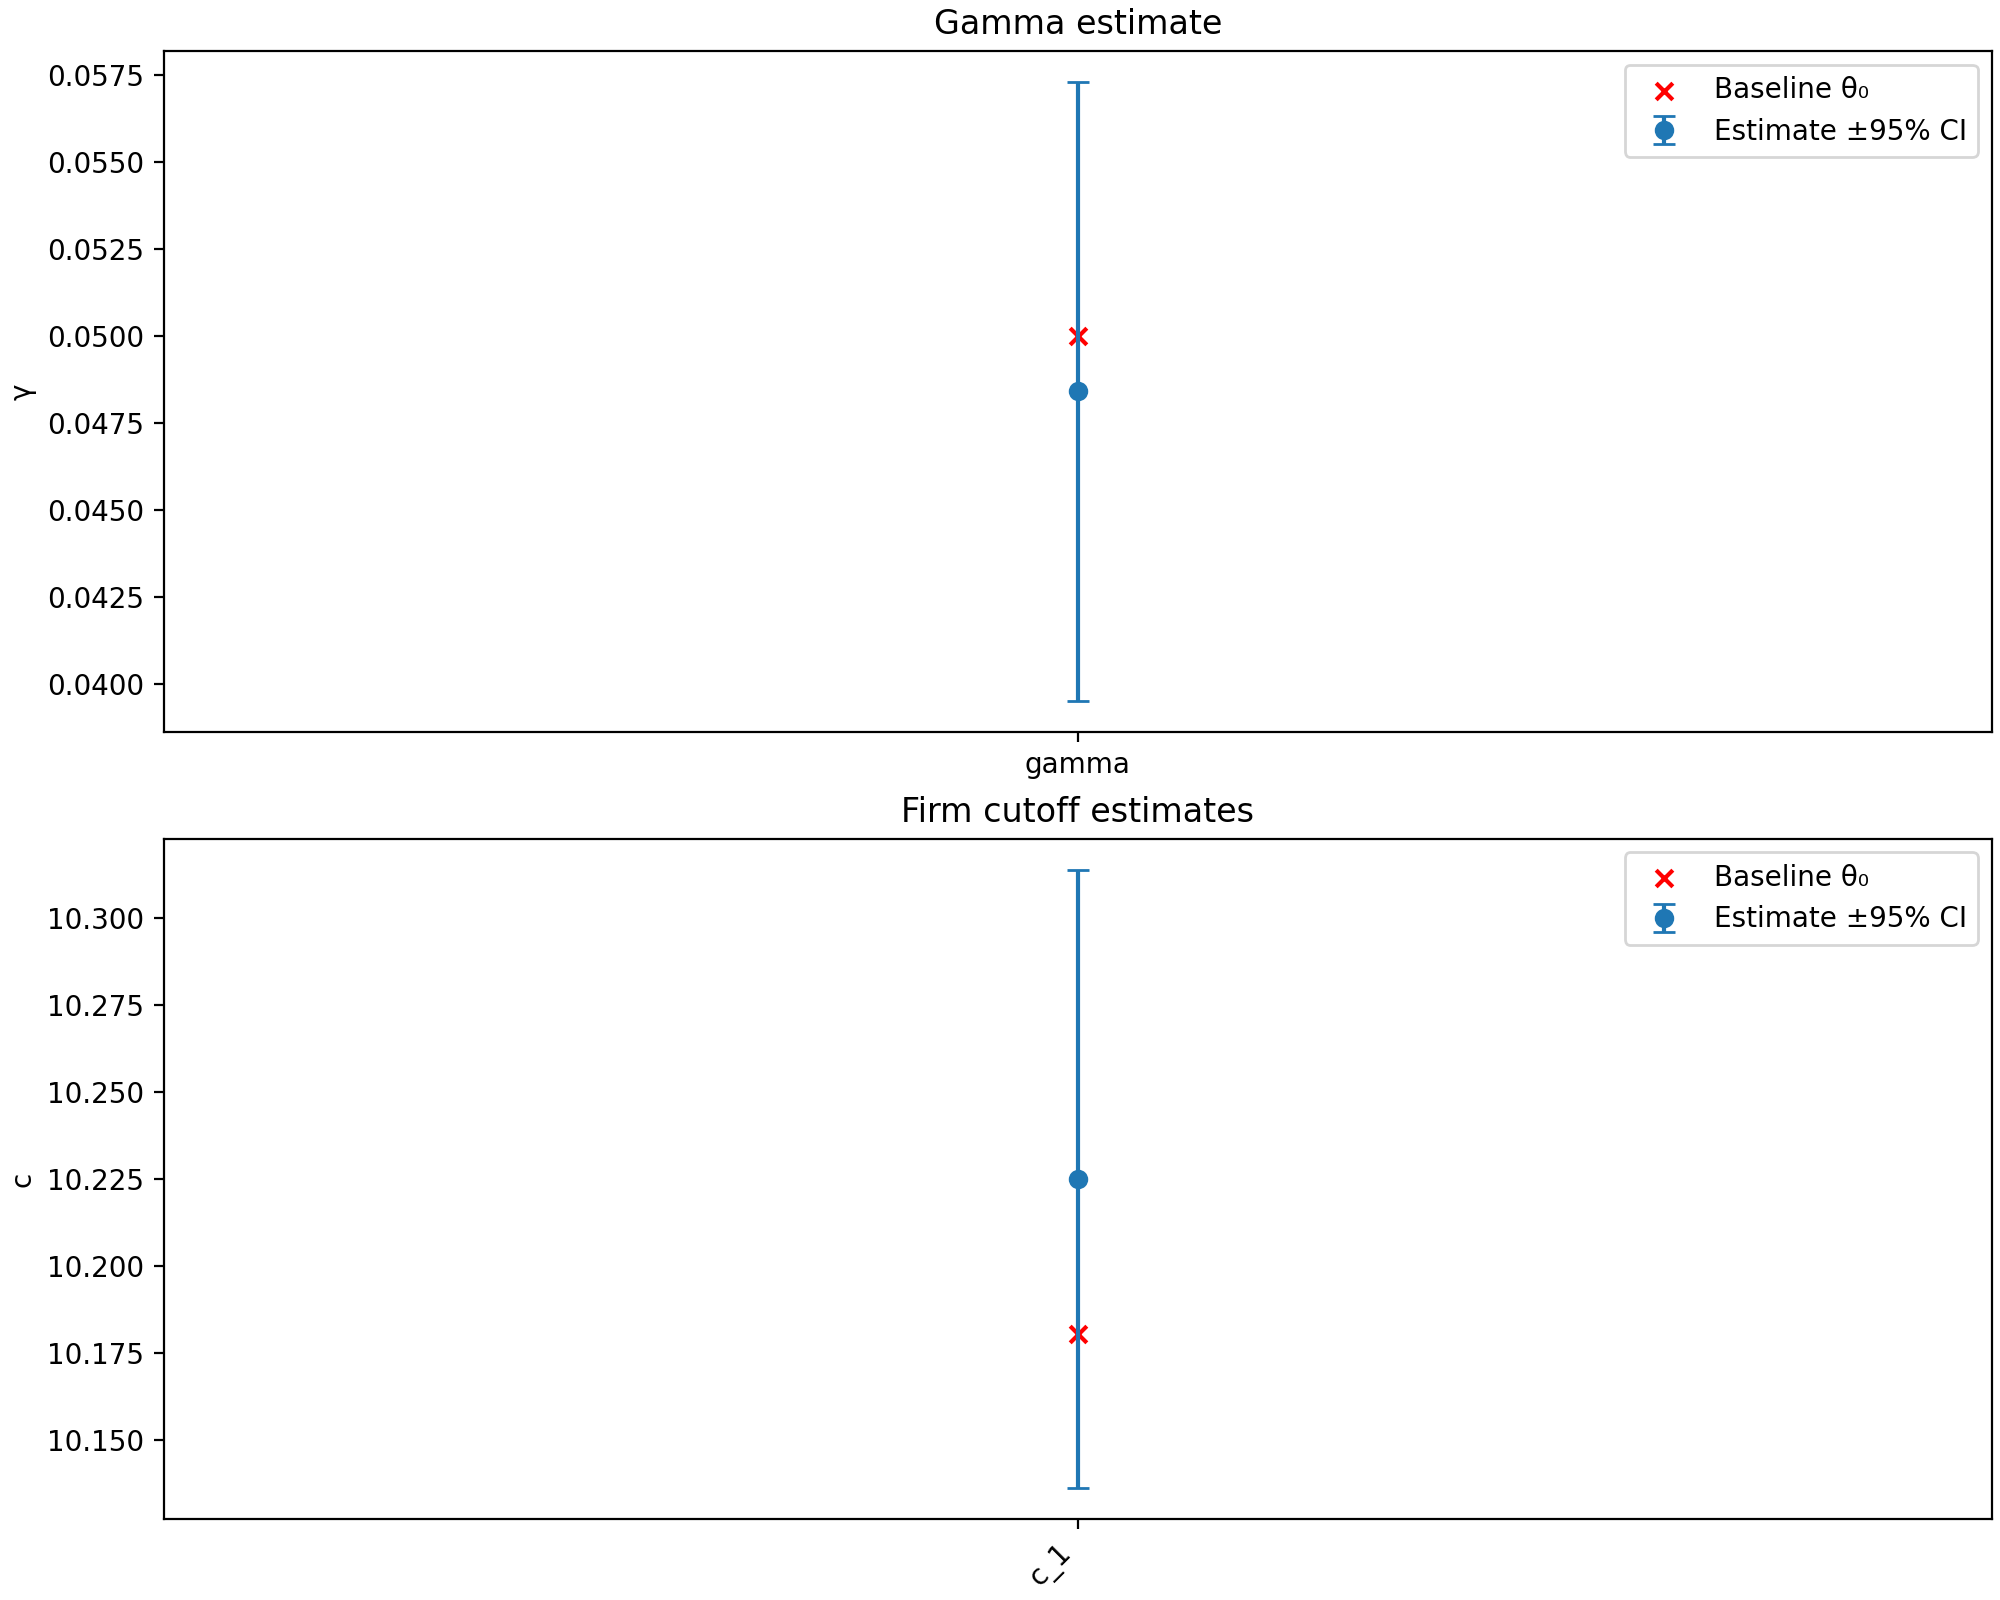 Gamma estimate
0.0575
0.0550
0.0525
0.0500
0.0475
0.0450
0.0425
0.0400
γ
gamma
Baseline θ₀
Estimate ±95% CI
Firm cutoff estimates
10.300
10.275
10.250
10.225
10.200
10.175
10.150
c
c_1
Baseline θ₀
Estimate ±95% CI